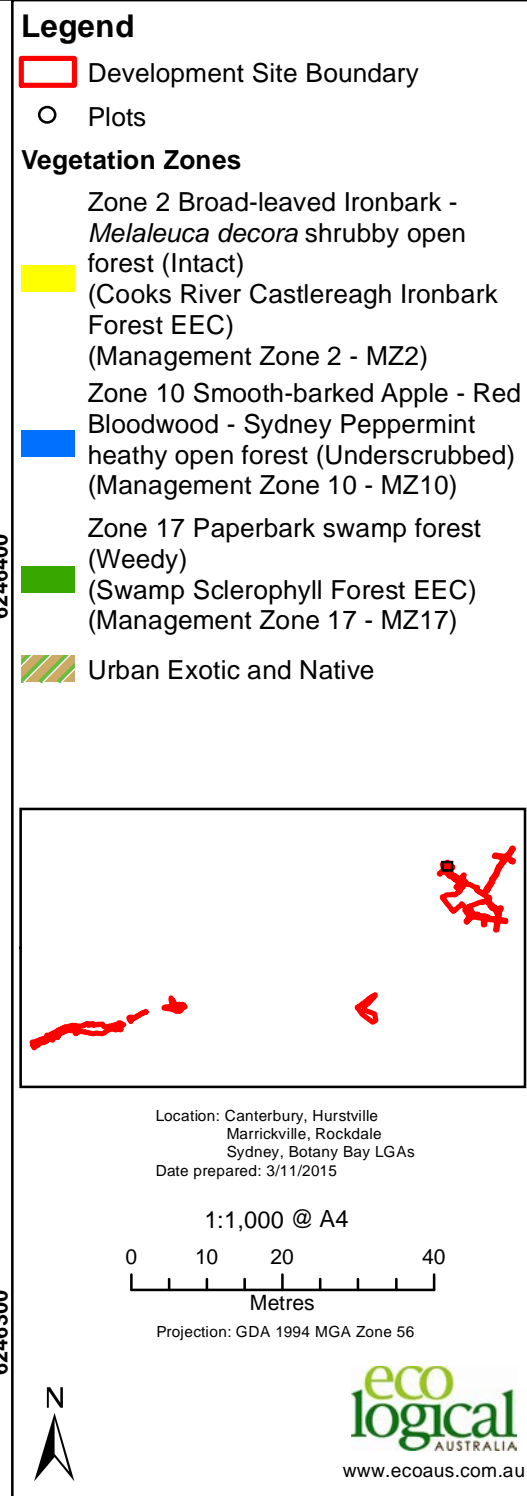 Legend
Development Site Boundary
Plots
Vegetation Zones
Zone 2 Broad-leaved Ironbark -
Melaleuca decora shrubby open
forest (Intact)
(Cooks River Castlereagh Ironbark
Forest EEC)
(Management Zone 2 - MZ2)
Zone 10 Smooth-barked Apple - Red
Bloodwood - Sydney Peppermint
heathy open forest (Underscrubbed)
(Management Zone 10 - MZ10)
Zone 17 Paperbark swamp forest
(Weedy)
(Swamp Sclerophyll Forest EEC)
(Management Zone 17 - MZ17)
Urban Exotic and Native
Location: Canterbury, Hurstville
Marrickville, Rockdale
Sydney, Botany Bay LGAs
Date prepared: 3/11/2015
1:1,000 @ A4
0 10 20 40
Metres
Projection: GDA 1994 MGA Zone 56
N
eco
logical
AUSTRALIA
www.ecoaus.com.au